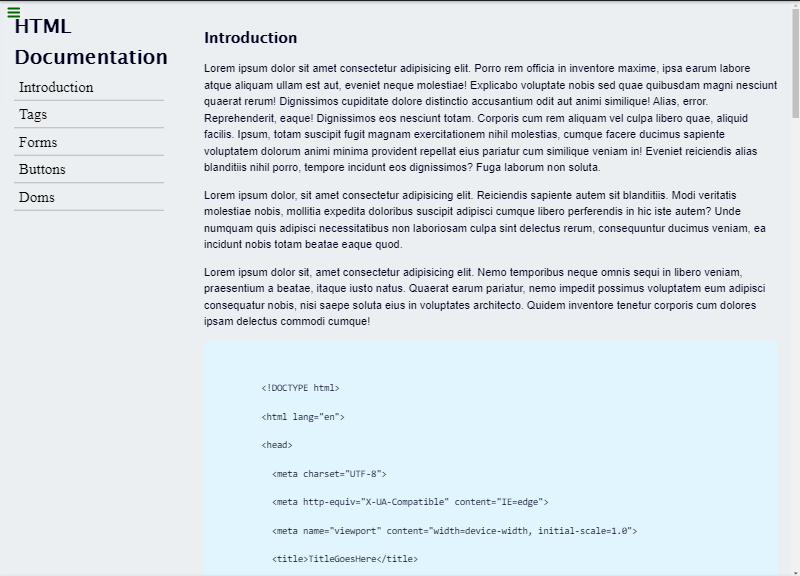 HTML
Documentation
Introduction
Tags
Forms
Buttons
Doms
Introduction
Lorem ipsum dolor sit amet consectetur adipisicing elit. Porro rem officia in inventore maxime, ipsa earum labore
atque aliquam ullam est aut, eveniet neque molestiae! Explicabo voluptate nobis sed quae quibusdam magni nesciunt
quaerat rerum! Dignissimos cupiditate dolore distinctio accusantium odit aut animi similique! Alias, error.
Reprehenderit, eaque! Dignissimos eos nesciunt totam. Corporis cum rem aliquam vel culpa libero quae, aliquid
facilis. Ipsum, totam suscipit fugit magnam exercitationem nihil molestias, cumque facere ducimus sapiente
voluptatem dolorum animi minima provident repellat eius pariatur cum similique veniam in! Eveniet reiciendis alias
blanditiis nihil porro, tempore incidunt eos dignissimos? Fuga laborum non soluta.
Lorem ipsum dolor, sit amet consectetur adipisicing elit. Reiciendis sapiente autem sit blanditiis. Modi veritatis
molestiae nobis, mollitia expedita doloribus suscipit adipisci cumque libero perferendis in hic iste autem? Unde
numquam quis adipisci necessitatibus non laboriosam culpa sint delectus rerum, consequuntur ducimus veniam, ea
incidunt nobis totam beatae eaque quod.
Lorem ipsum dolor sit, amet consectetur adipisicing elit. Nemo temporibus neque omnis sequi in libero veniam,
praesentium a beatae, itaque iusto natus. Quaerat earum pariatur, nemo impedit possimus voluptatem eum adipisci
consequatur nobis, nisi saepe soluta eius in voluptates architecto. Quidem inventore tenetur corporis cum dolores
ipsam delectus commodi cumque!
<!DOCTYPE html>
<html lang="en">
<head>
<meta charset="UTF-8">
<meta http-equiv="X-UA-Compatible" content="IE=edge">
<meta name="viewport" content="width=device-width, initial-scale=1.0">
<title>TitleGoesHere</title>